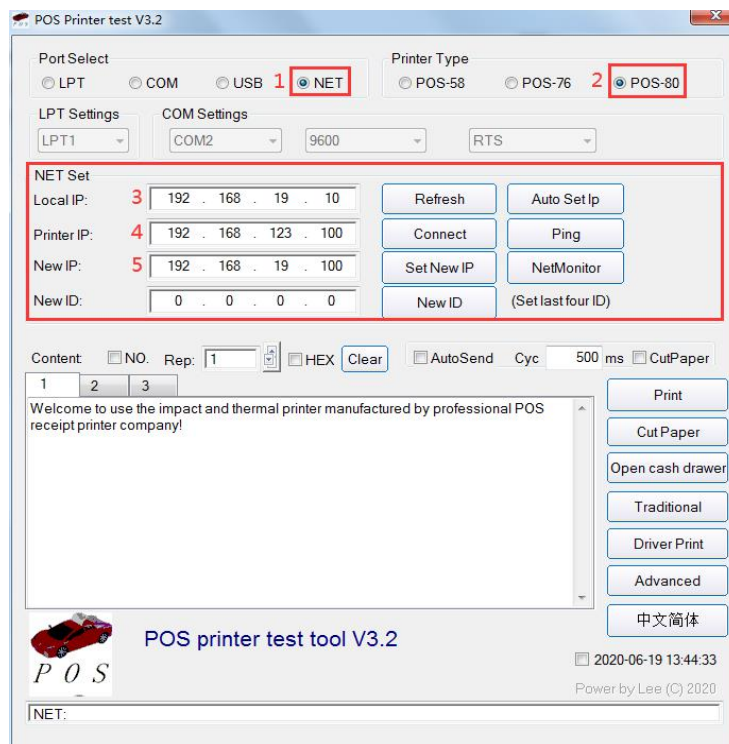 POS Printer test V3.2
Port Select
LPT COM USB 1 NET
Printer Type
POS-58 POS-76 2 POS-80
LPT Settings
LPT1
COM Settings
COM2 9600 RTS
NET Set
Local IP: 3 192 . 168 . 19 . 10 Refresh Auto Set Ip
Printer IP: 4 192 . 168 . 123 . 100 Connect Ping
New IP: 5 192 . 168 . 19 . 100 Set New IP NetMonitor
New ID: 0 . 0 . 0 . 0 New ID (Set last four ID)
Content: NO. Rep: 1 HEX Clear AutoSend Cyc 500 ms CutPaper
1 2 3
Welcome to use the impact and thermal printer manufactured by professional POS
receipt printer company!
Print
Cut Paper
Open cash drawer
Traditional
Driver Print
Advanced
中文简体
POS
POS printer test tool V3.2
2020-06-19 13:44:33
Power by Lee (C) 2020
NET: